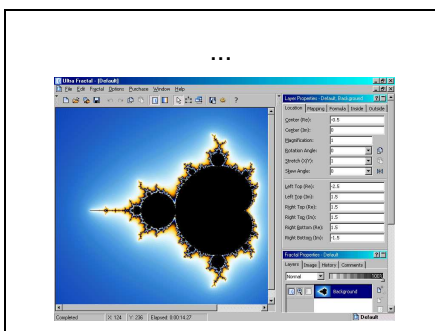 ...
Ultra Fractal - [Default]
File Edit Fractal Options Purchase Window Help
Layer Properties - Default: Background
Location Mapping Formula Inside Outside
Center (Re): -0.5
Center (Im): 0
Magnification: 1
Rotation Angle: 0
Stretch (X/Y): 1
Skew Angle: 0
Left Top (Re): -2.5
Left Top (Im): 1.5
Right Top (Re): 1.5
Right Top (Im): 1.5
Right Bottom (Re): 1.5
Right Bottom (Im): -1.5
Fractal Properties - Default
Layers Image History Comments
Normal 100%
Background
Completed X: 124 Y: 236 Elapsed: 0:00:14.27
Default